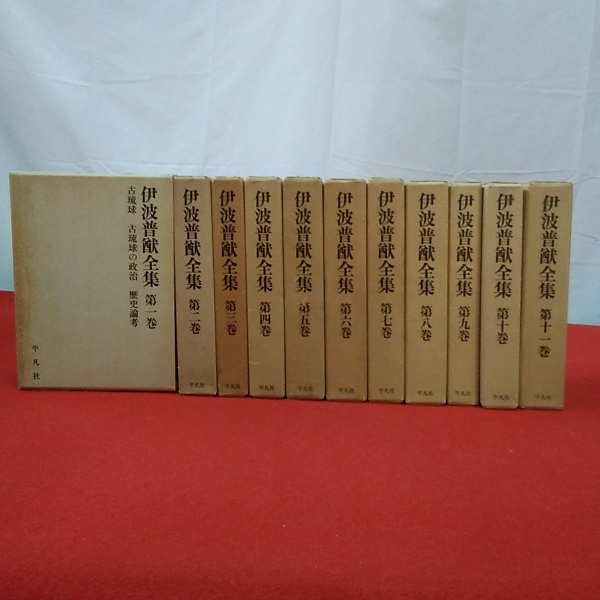 伊波普猷全集 第一巻
古琉球 古琉球の政治 歴史論考
平凡社
伊波普猷全集 第二巻
平凡社
伊波普猷全集 第三巻
平凡社
伊波普猷全集 第四巻
平凡社
伊波普猷全集 第五巻
平凡社
伊波普猷全集 第六巻
平凡社
伊波普猷全集 第七巻
平凡社
伊波普猷全集 第八巻
平凡社
伊波普猷全集 第九巻
平凡社
伊波普猷全集 第十巻
平凡社
伊波普猷全集 第十一巻
平凡社